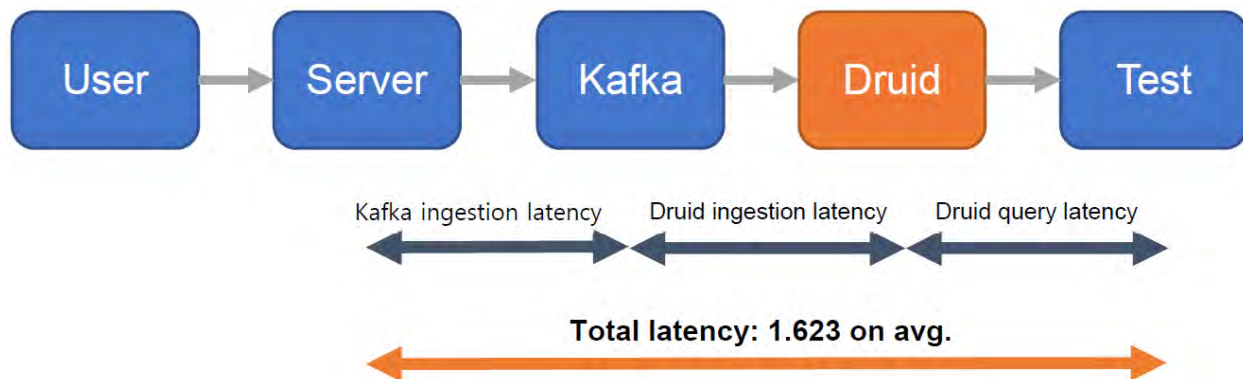 User
Server
Kafka
Druid
Test
Kafka ingestion latency
Druid ingestion latency
Druid query latency
Total latency: 1.623 on avg.